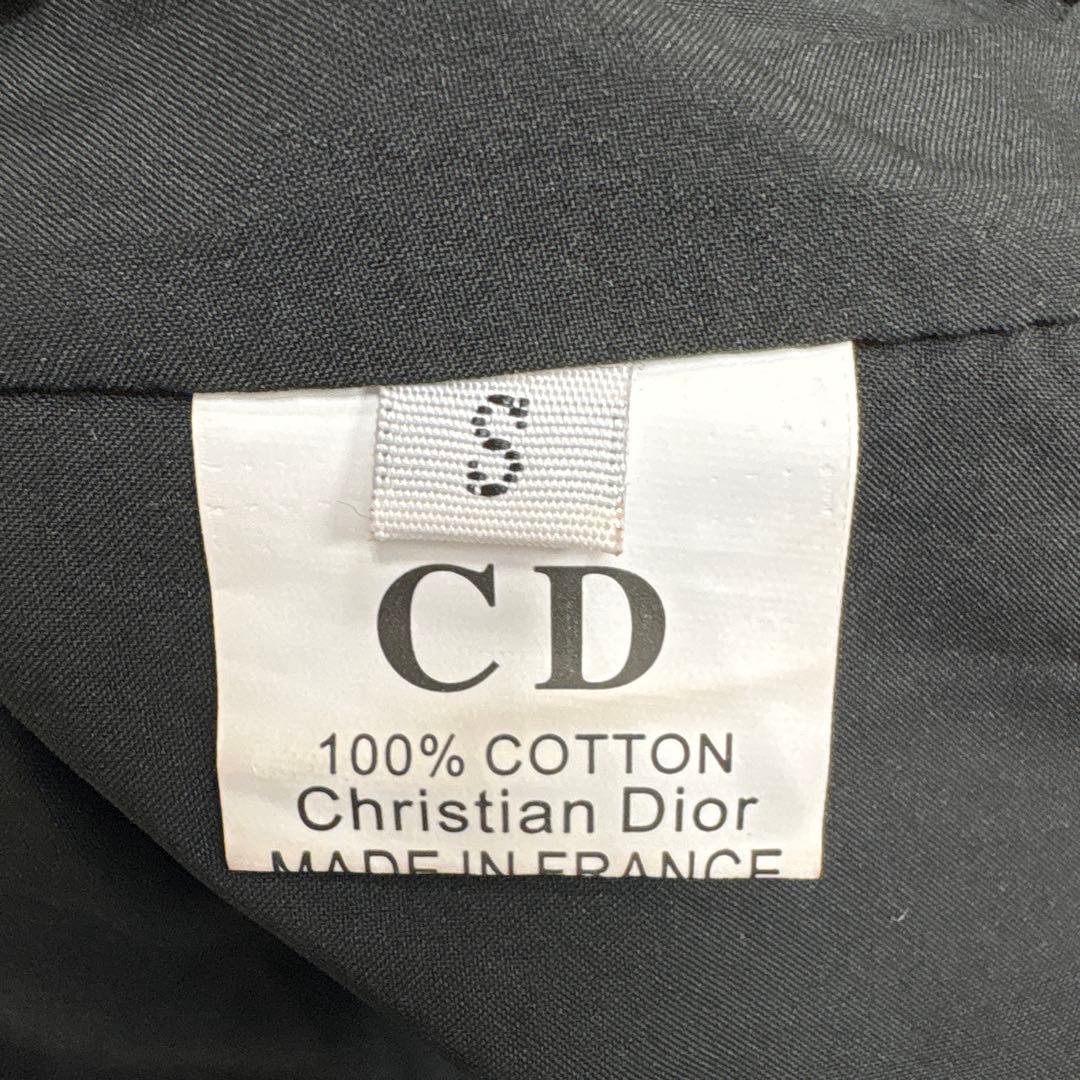 S
CD
100% COTTON
Christian Dior
MADE IN FRANCE